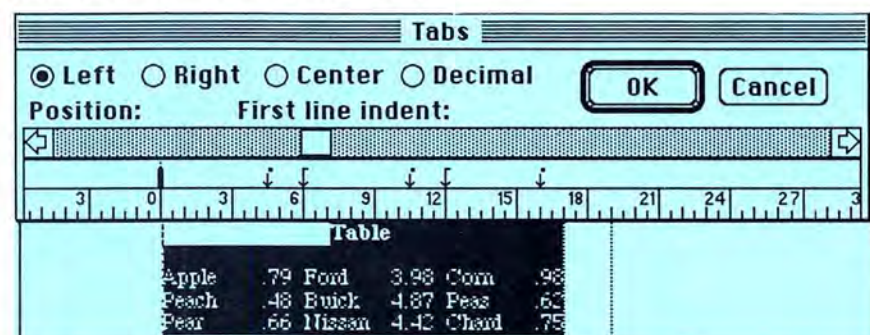 Tabs
Left Right Center Decimal OK Cancel
Position: First line indent:
3 0 3 6 9 12 15 18 21 24 27 3
Table
Apple .79 Ford 3.98 Corn .98
Peach .48 Buick 4.87 Peas .62
Pear .66 Nissan 4.42 Chard .75